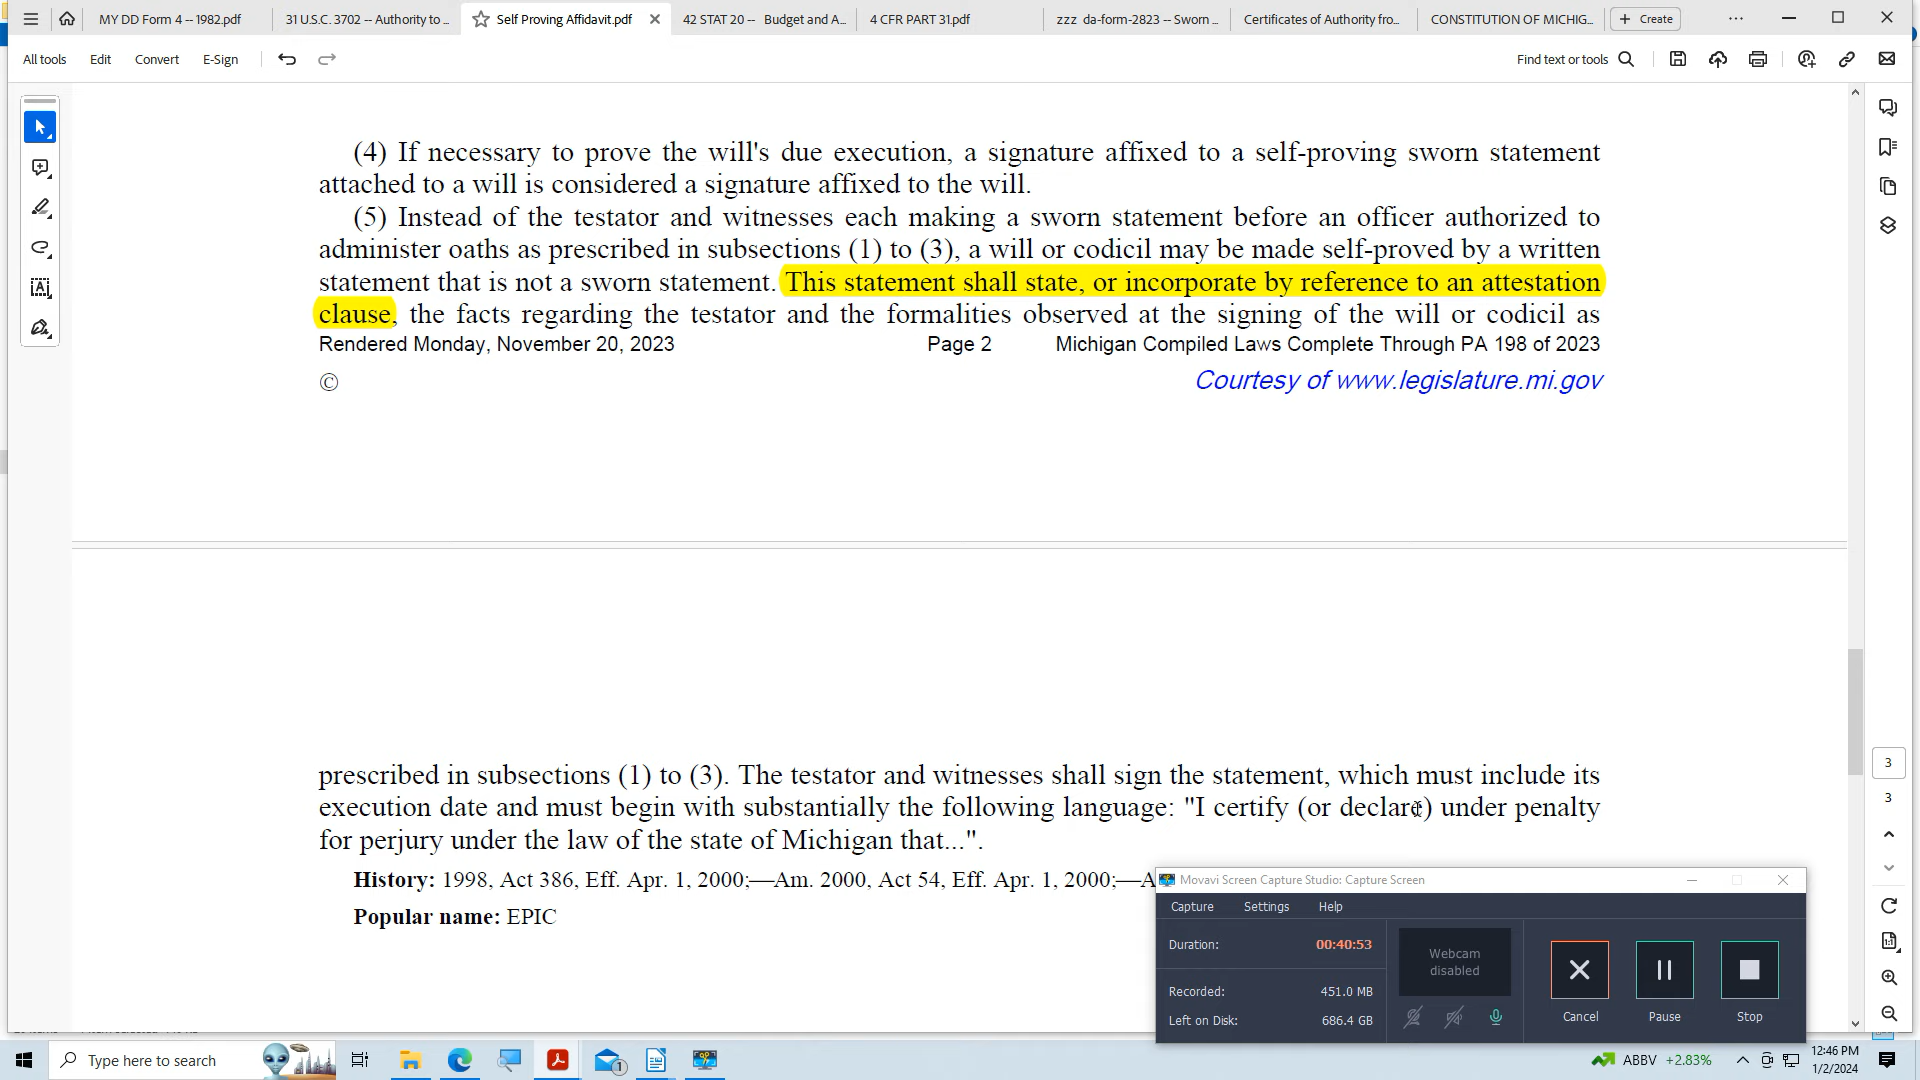 MY DD Form 4 -- 1982.pdf
31 U.S.C. 3702 -- Authority to ...
Self Proving Affidavit.pdf
42 STAT 20 -- Budget and A...
4 CFR PART 31.pdf
zzz da-form-2823 -- Sworn ...
Certificates of Authority fro...
CONSTITUTION OF MICHIG...
+ Create
All tools
Edit
Convert
E-Sign
Find text or tools
(4) If necessary to prove the will's due execution, a signature affixed to a self-proving sworn statement
attached to a will is considered a signature affixed to the will.
(5) Instead of the testator and witnesses each making a sworn statement before an officer authorized to
administer oaths as prescribed in subsections (1) to (3), a will or codicil may be made self-proved by a written
statement that is not a sworn statement. This statement shall state, or incorporate by reference to an attestation
clause, the facts regarding the testator and the formalities observed at the signing of the will or codicil as
Rendered Monday, November 20, 2023
Page 2
Michigan Compiled Laws Complete Through PA 198 of 2023
©
Courtesy of www.legislature.mi.gov
prescribed in subsections (1) to (3). The testator and witnesses shall sign the statement, which must include its
execution date and must begin with substantially the following language: "I certify (or declare) under penalty
for perjury under the law of the state of Michigan that...".
History: 1998, Act 386, Eff. Apr. 1, 2000;—Am. 2000, Act 54, Eff. Apr. 1, 2000;—A
Popular name: EPIC
3
3
Movavi Screen Capture Studio: Capture Screen
Capture
Settings
Help
Duration:
00:40:53
Webcam
disabled
Recorded:
451.0 MB
Left on Disk:
686.4 GB
Cancel
Pause
Stop
Type here to search
1
ABBV +2.83%
12:46 PM
1/2/2024